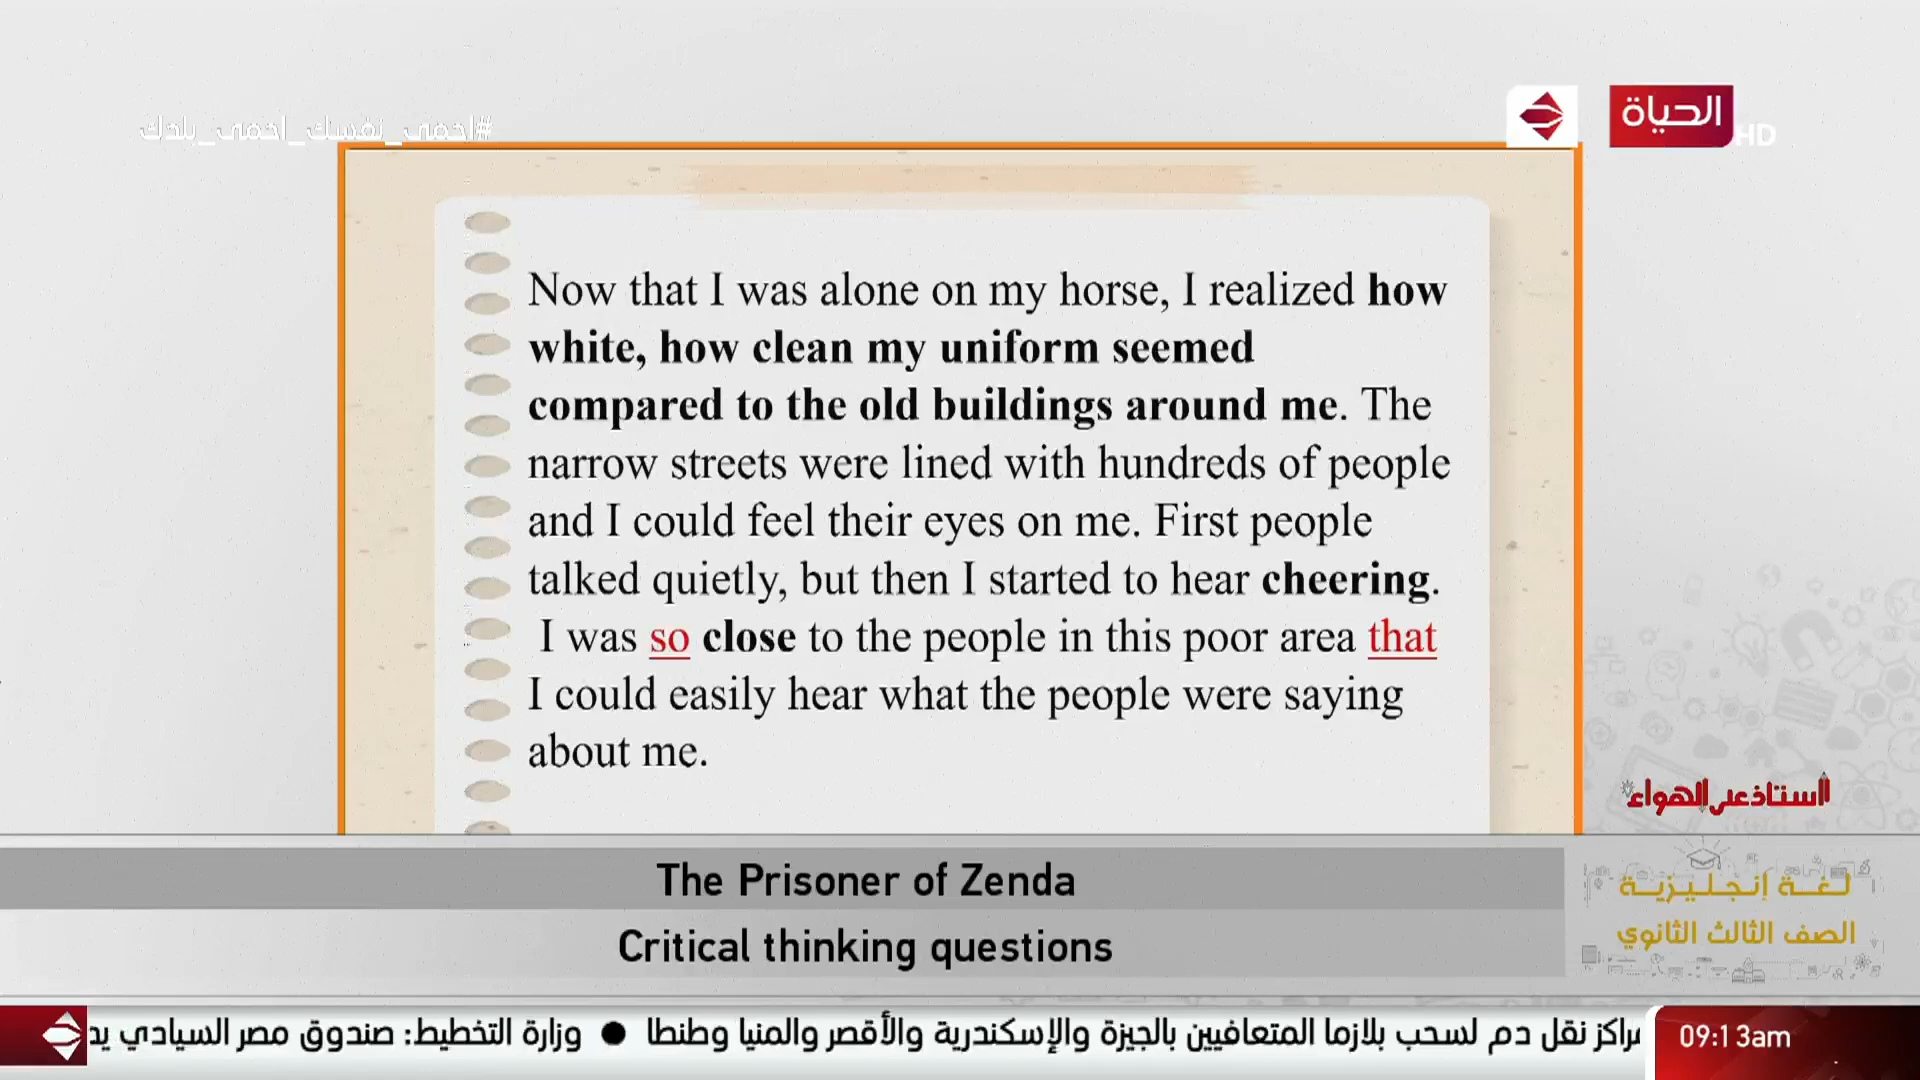 الحياة
HD
#احمى_نفسك_احمى_بلدك
Now that I was alone on my horse, I realized how
white, how clean my uniform seemed
compared to the old buildings around me. The
narrow streets were lined with hundreds of people
and I could feel their eyes on me. First people
talked quietly, but then I started to hear cheering.
I was so close to the people in this poor area that
I could easily hear what the people were saying
about me.
أستاذ على الهواء
The Prisoner of Zenda
Critical thinking questions
لغة إنجليزية
الصف الثالث الثانوي
مراكز نقل دم لسحب بلازما المتعافيين بالجيزة والإسكندرية والأقصر والمنيا وطنطا ● وزارة التخطيط: صندوق مصر السيادي يد
09:13am